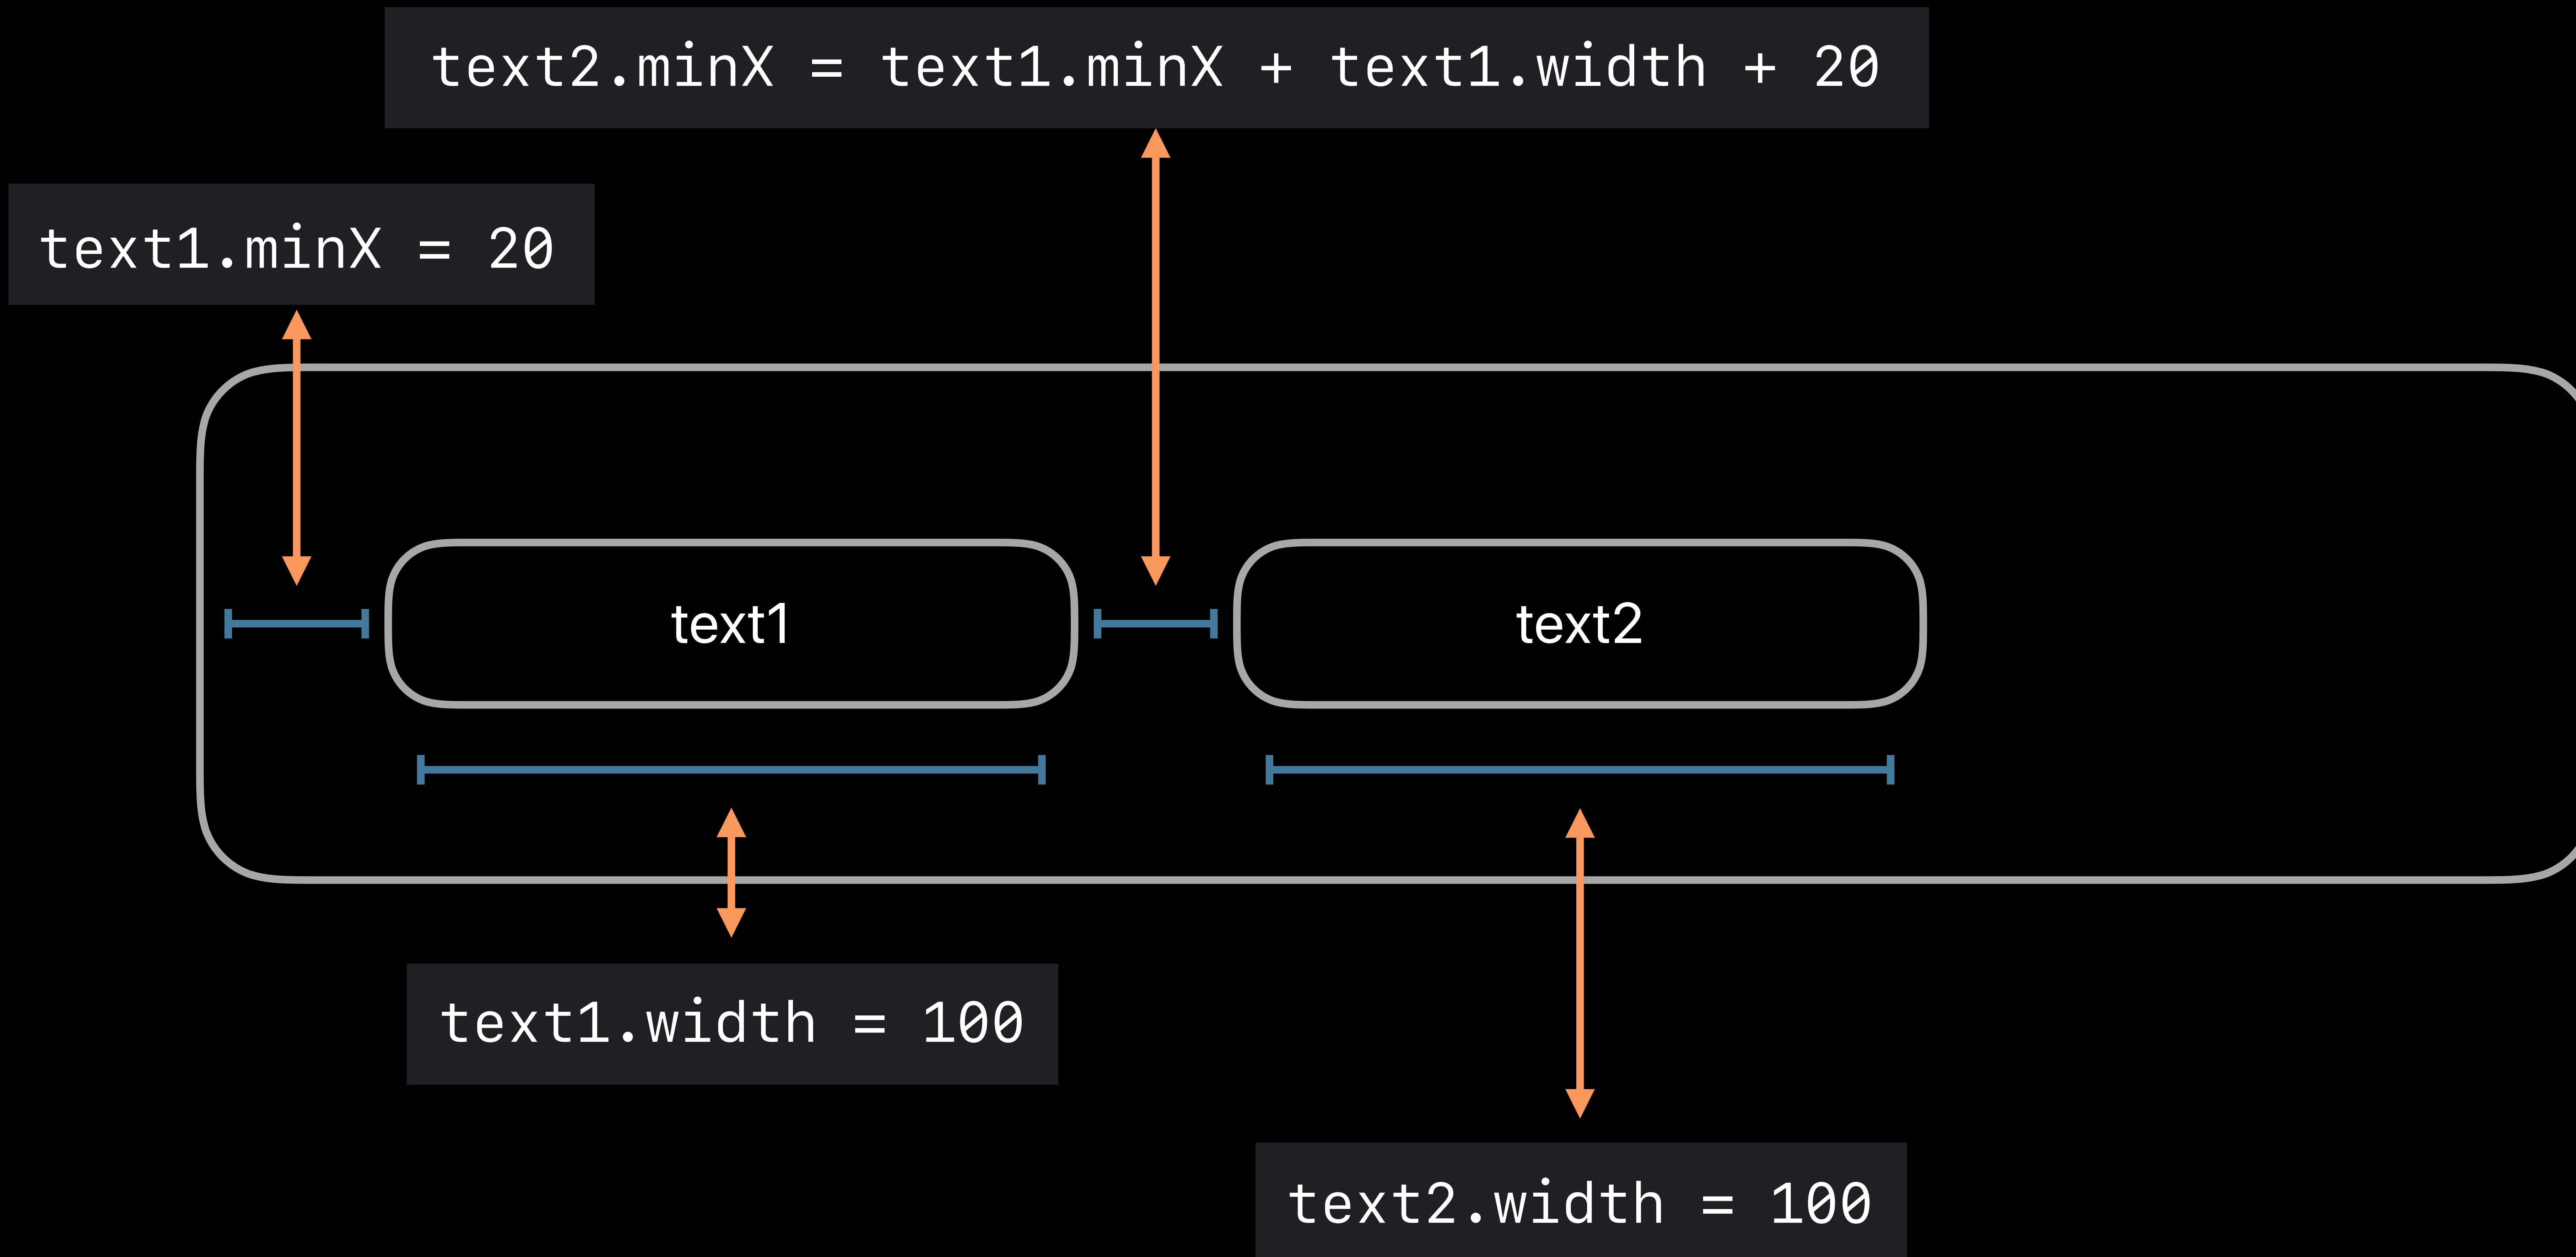 text2.minX = text1.minX + text1.width + 20
text1.minX = 20
text1
text2
text1.width = 100
text2.width = 100